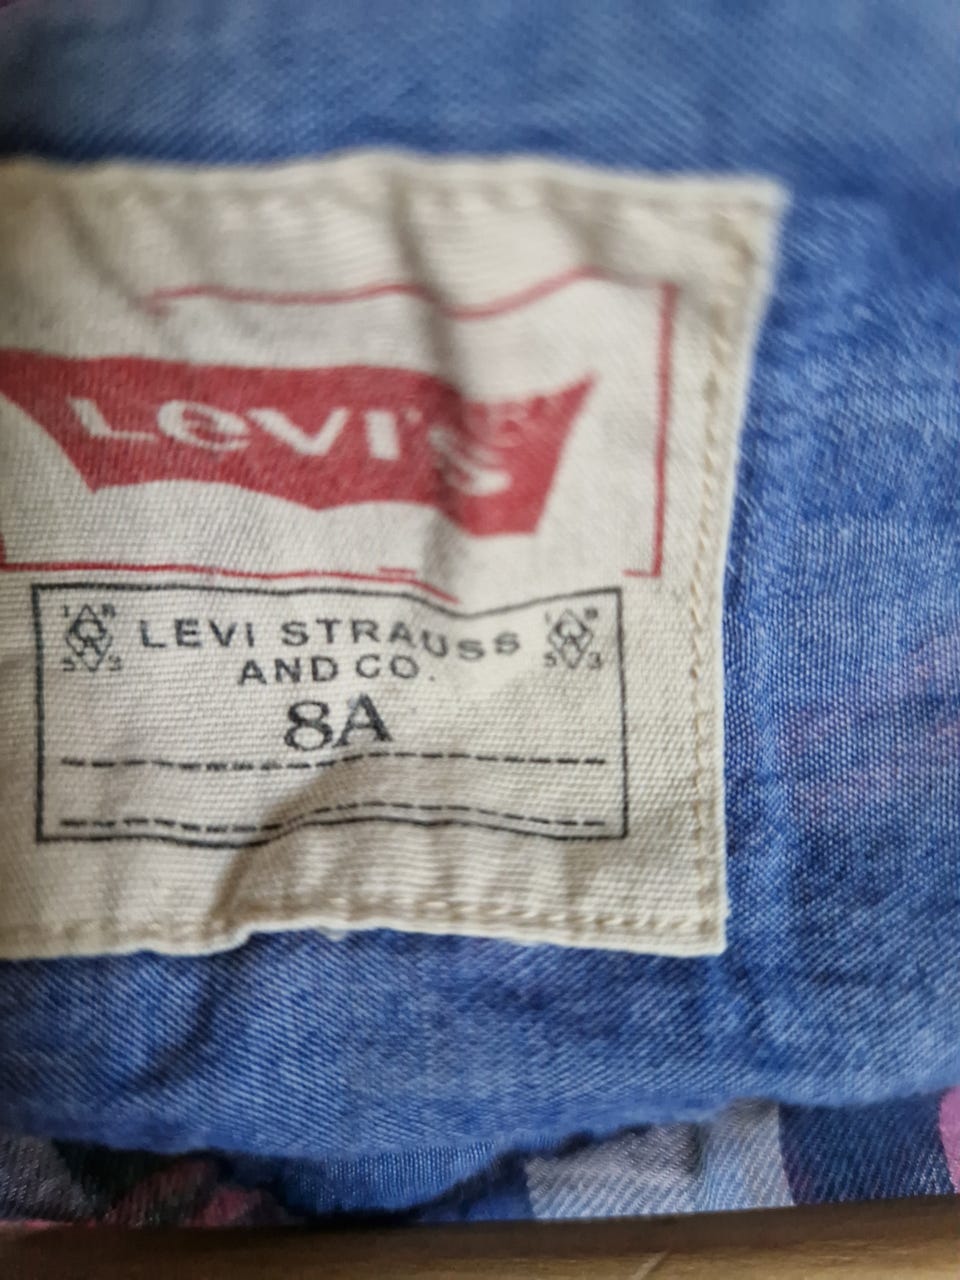 Levi's
LEVI STRAUSS
AND CO.
8A